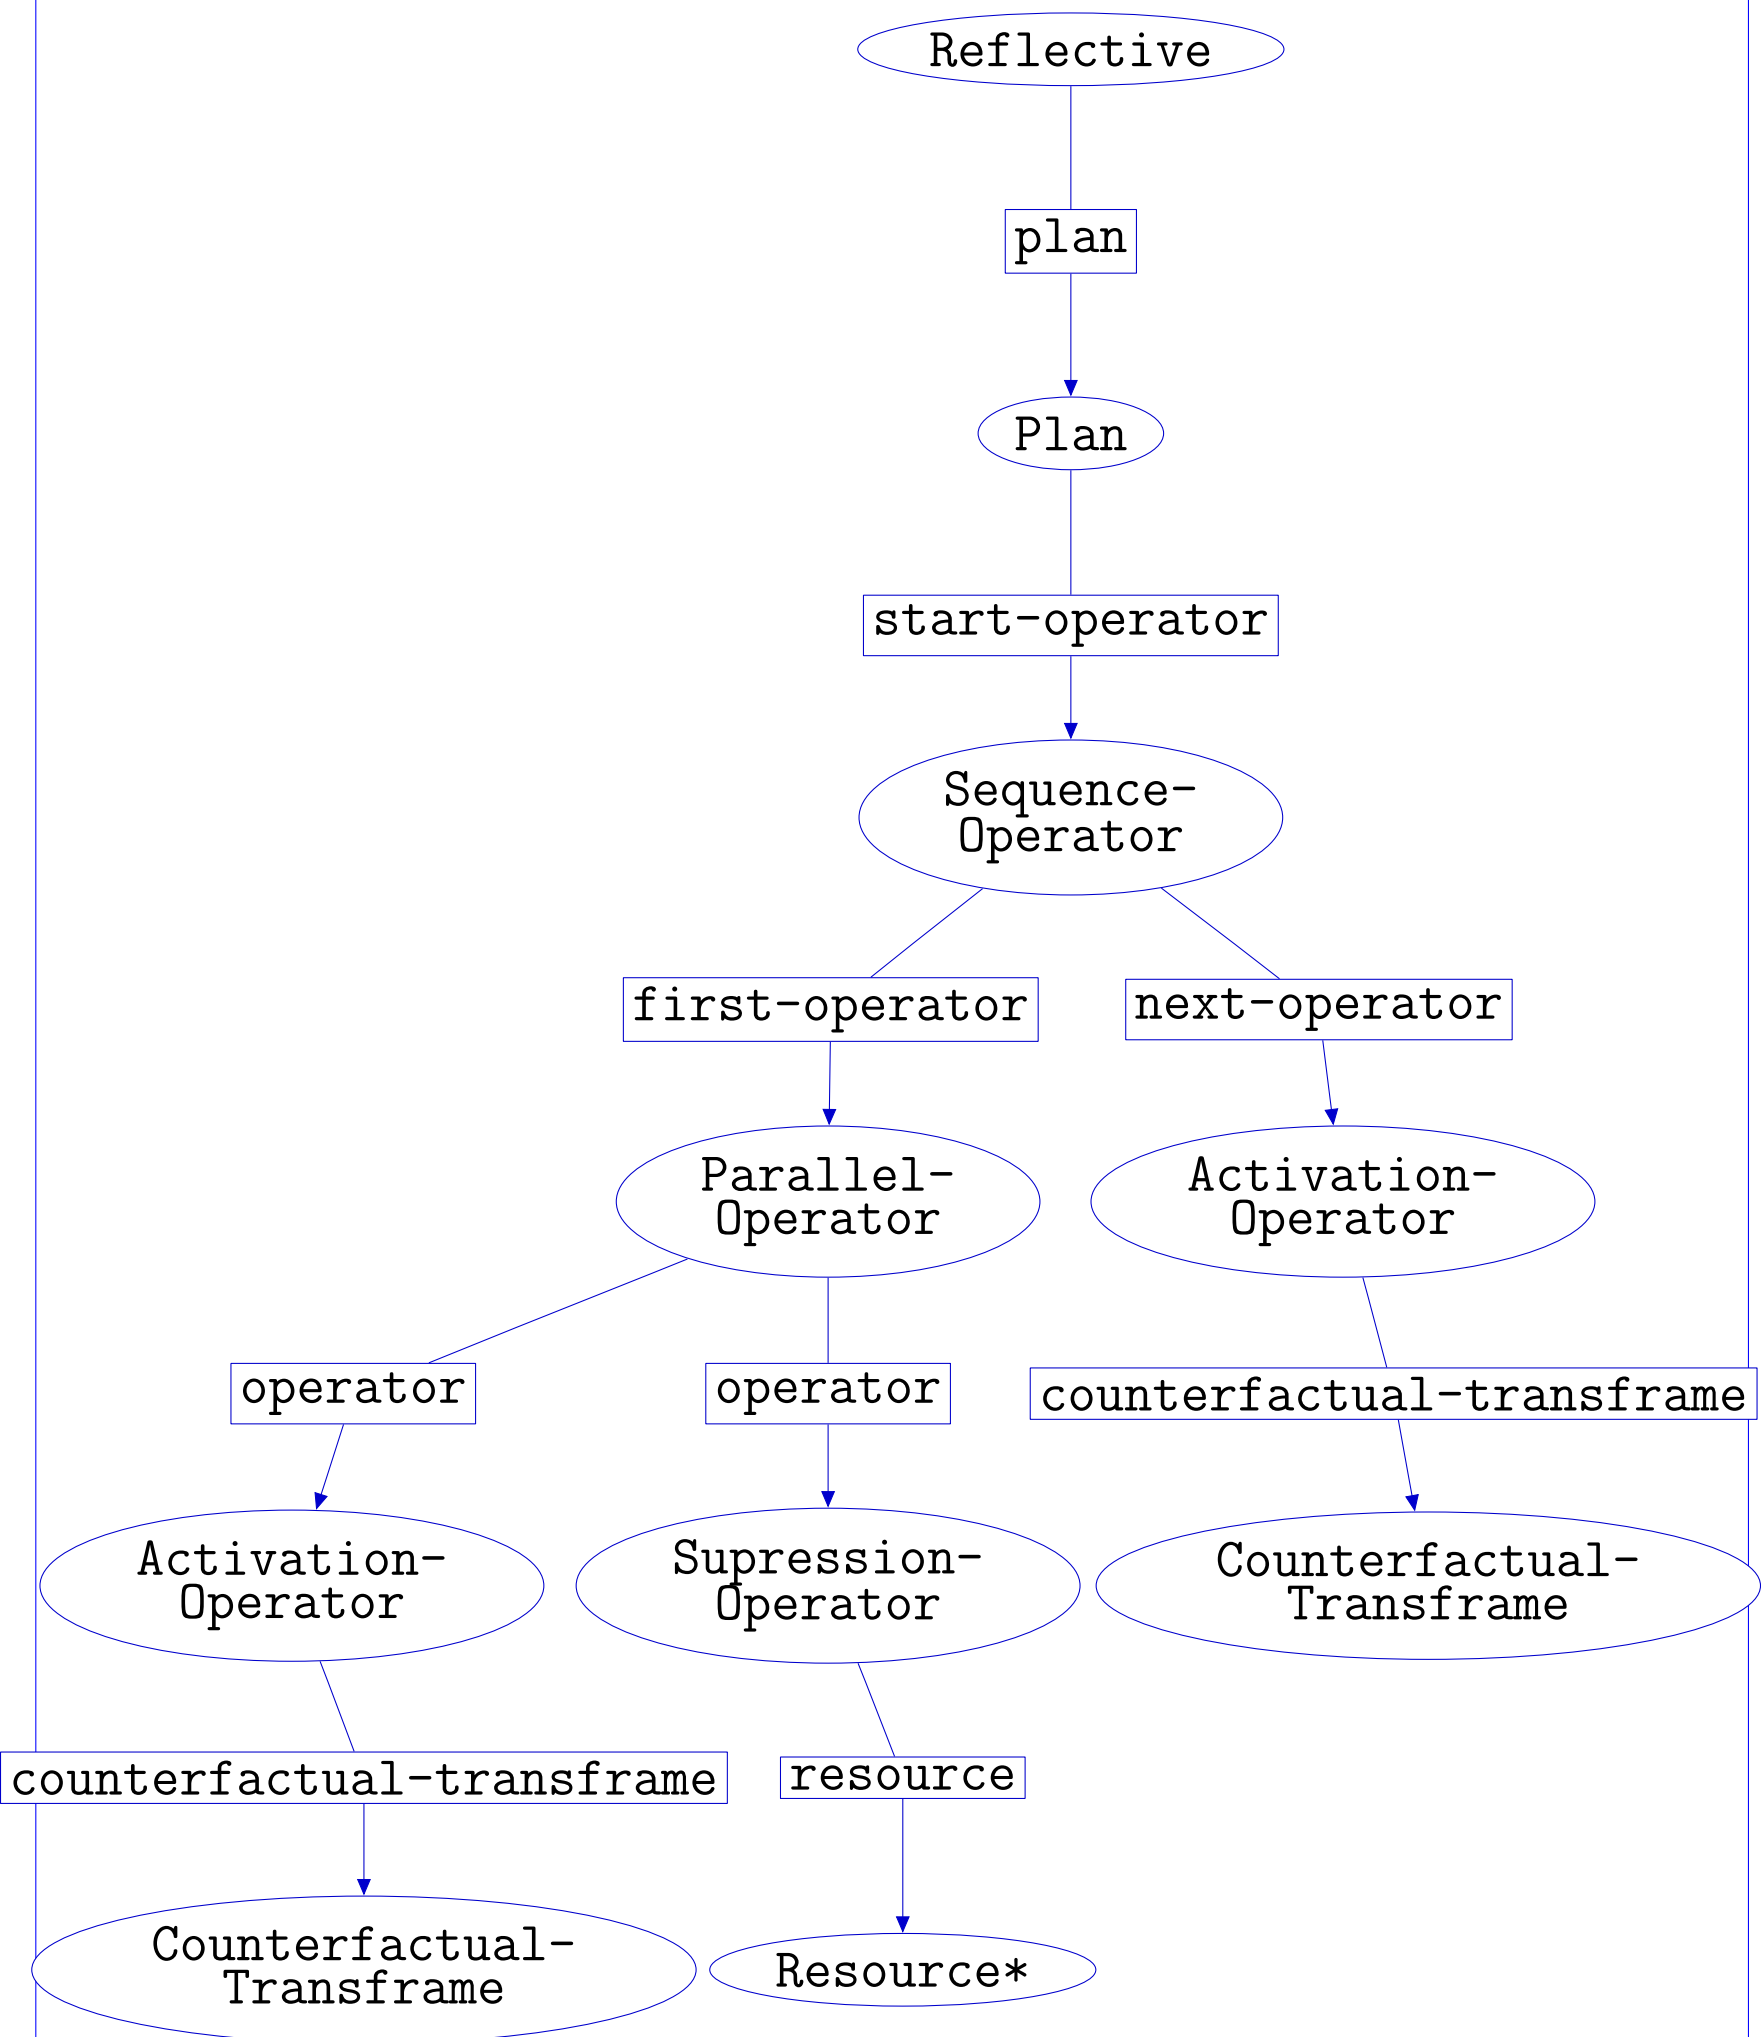 Reflective
plan
Plan
start-operator
Sequence-
Operator
first-operator
next-operator
Parallel-
Operator
Activation-
Operator
operator
operator
counterfactual-transframe
Activation-
Operator
Supression-
Operator
Counterfactual-
Transframe
counterfactual-transframe
resource
Counterfactual-
Transframe
Resource*